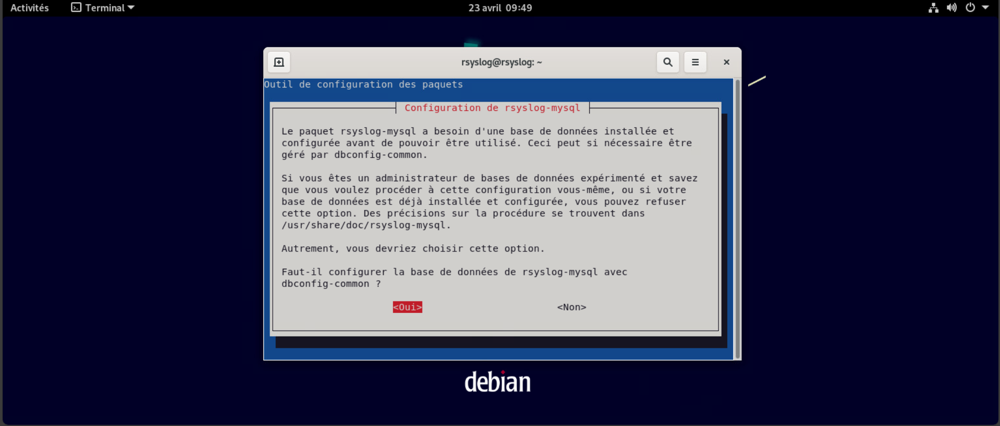 Activités Terminal 23 avril 09:49
rsyslog@rsyslog: ~
Outil de configuration des paquets
Configuration de rsyslog-mysql
Le paquet rsyslog-mysql a besoin d'une base de données installée et
configurée avant de pouvoir être utilisé. Ceci peut si nécessaire être
géré par dbconfig-common.
Si vous êtes un administrateur de bases de données expérimenté et savez
que vous voulez procéder à cette configuration vous-même, ou si votre
base de données est déjà installée et configurée, vous pouvez refuser
cette option. Des précisions sur la procédure se trouvent dans
/usr/share/doc/rsyslog-mysql.
Autrement, vous devriez choisir cette option.
Faut-il configurer la base de données de rsyslog-mysql avec
dbconfig-common ?
<Oui> <Non>
debian